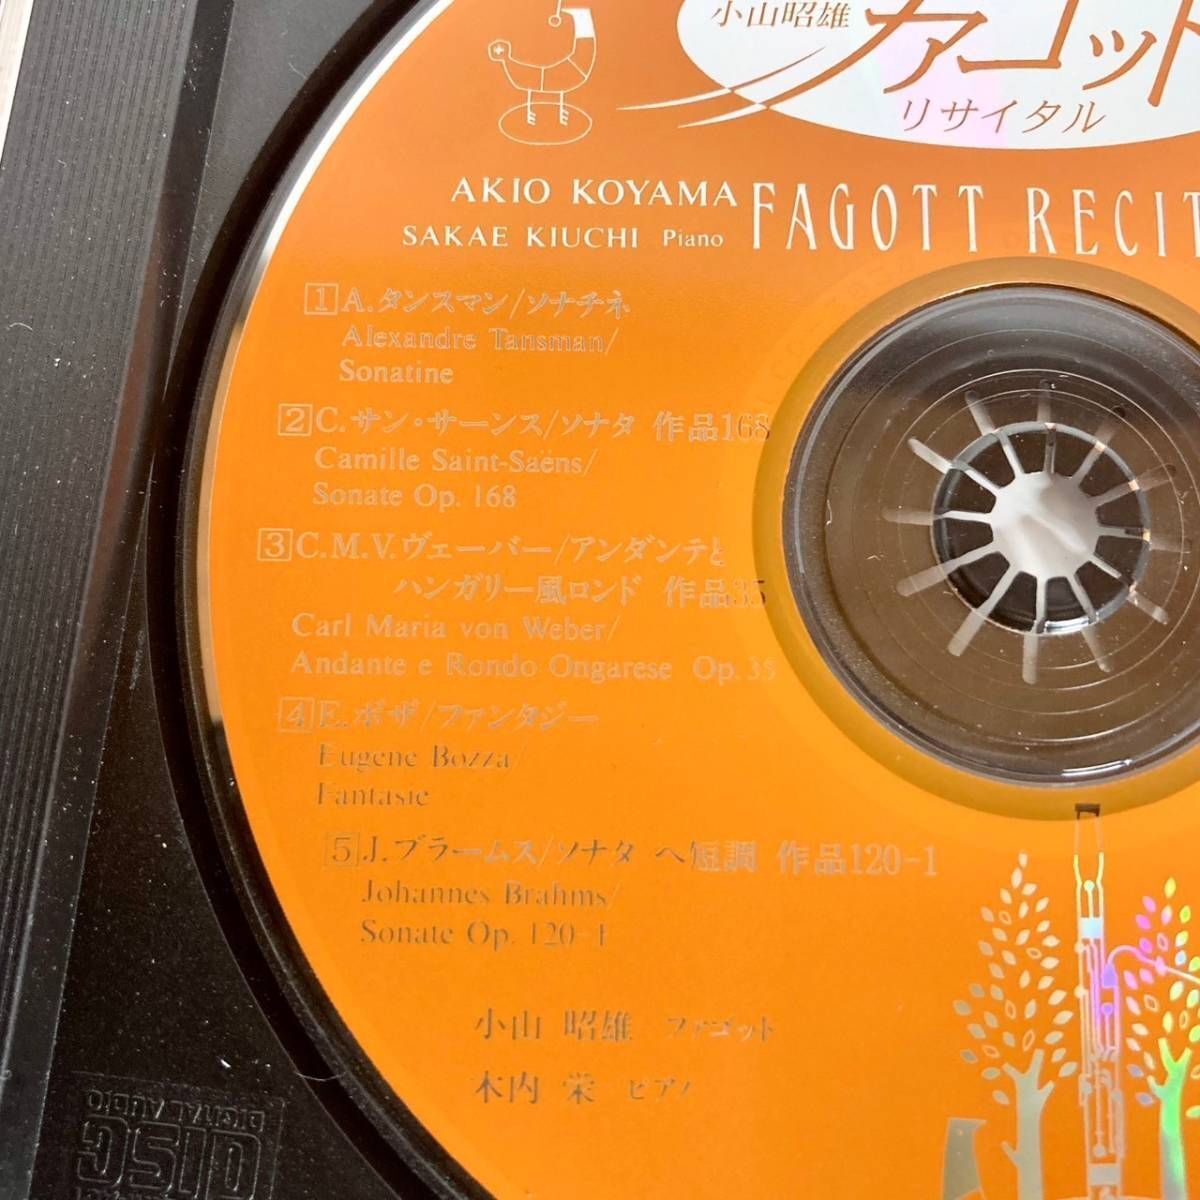 小山昭雄
ファゴット
リサイタル
AKIO KOYAMA
FAGOTT RECIT
SAKAE KIUCHI Piano
1 A.タンスマン/ソナチネ
Alexandre Tansman/
Sonatine
2 C.サン・サーンス/ソナタ 作品168
Camille Saint-Saëns/
Sonate Op. 168
3 C.M.V.ヴェーバー/アンダンテと
ハンガリー風ロンド 作品35
Carl Maria von Weber/
Andante e Rondo Ongarese Op. 35
4 E.ボザ/ファンタジー
Eugene Bozza/
Fantasie
5 J.ブラームス/ソナタ ヘ短調 作品120-1
Johannes Brahms/
Sonate Op. 120-1
小山 昭雄 ファゴット
木内 栄 ピアノ
DISC
DIGITAL AUDIO